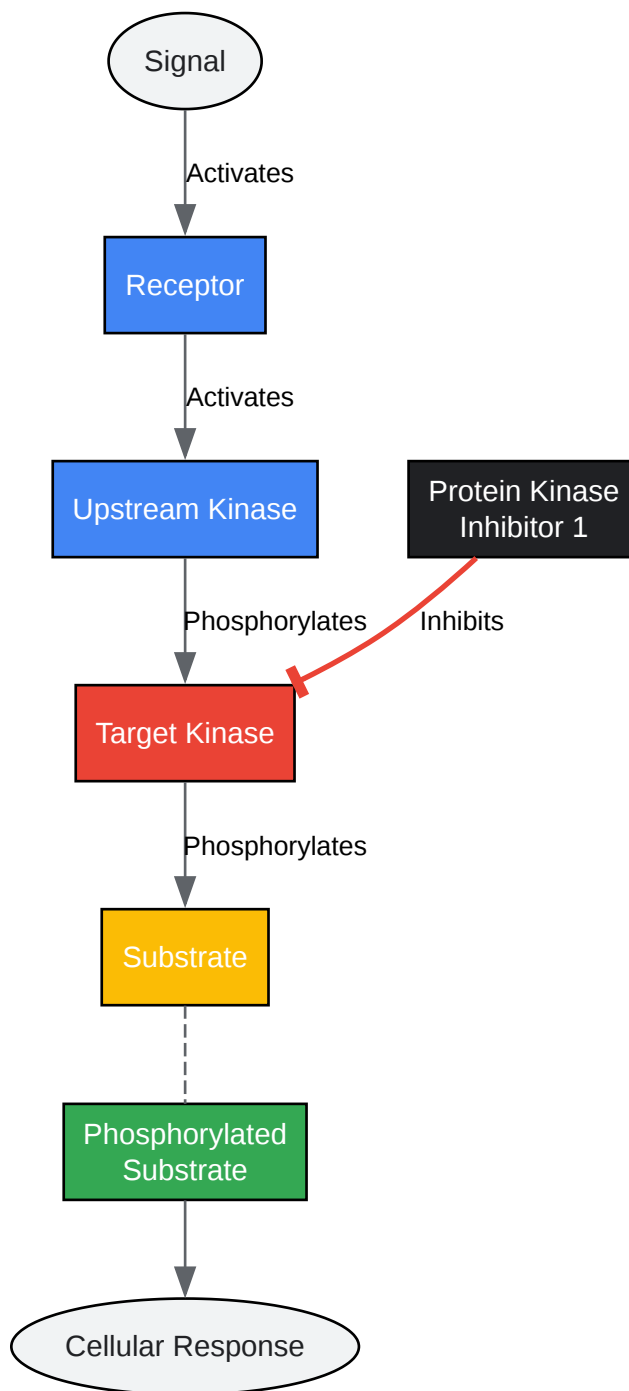 Signal
Activates
Receptor
Activates
Upstream Kinase
Protein Kinase
Inhibitor 1
Phosphorylates
Inhibits
Target Kinase
Phosphorylates
Substrate
Phosphorylated
Substrate
Cellular Response